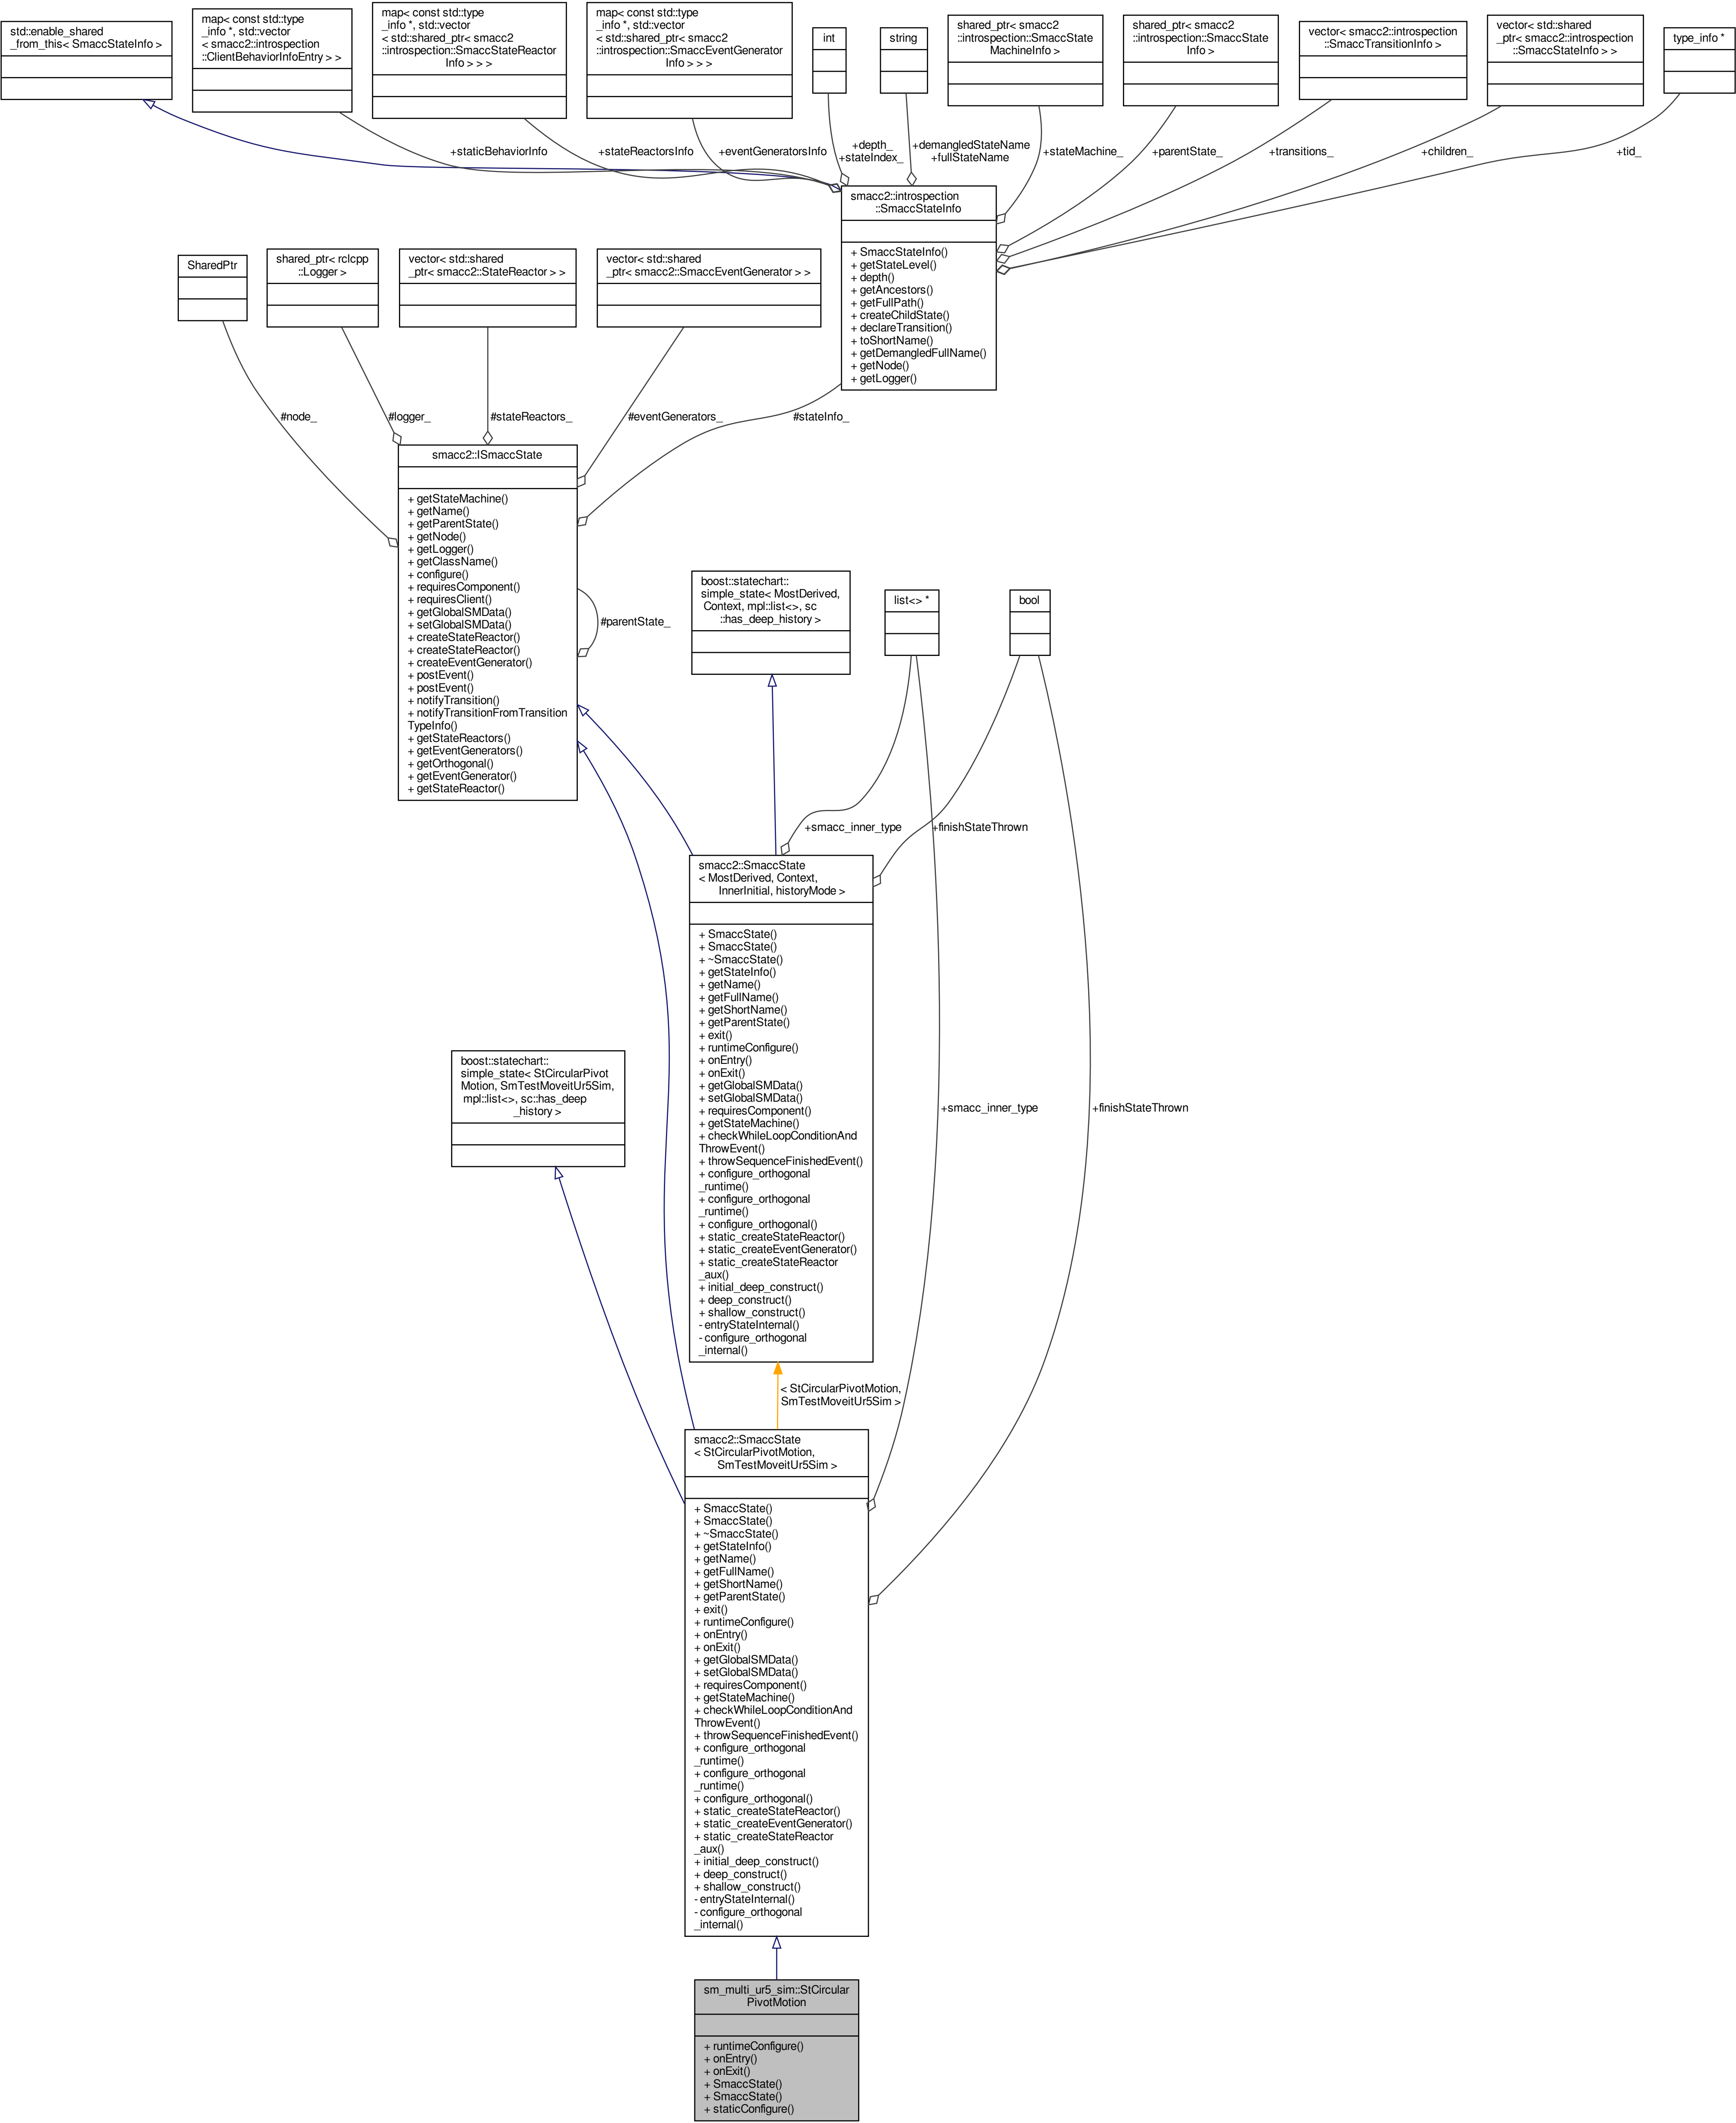 std::enable_shared
_from_this< SmaccStateInfo >
map< const std::type
_info *, std::vector
< smacc2::introspection
::ClientBehaviorInfoEntry > >
map< const std::type
_info *, std::vector
< std::shared_ptr< smacc2
::introspection::SmaccStateReactor
Info > > >
map< const std::type
_info *, std::vector
< std::shared_ptr< smacc2
::introspection::SmaccEventGenerator
Info > > >
int
string
shared_ptr< smacc2
::introspection::SmaccState
MachineInfo >
shared_ptr< smacc2
::introspection::SmaccState
Info >
vector< smacc2::introspection
::SmaccTransitionInfo >
vector< std::shared
_ptr< smacc2::introspection
::SmaccStateInfo > >
type_info *
+staticBehaviorInfo
+stateReactorsInfo
+eventGeneratorsInfo
+depth_
+stateIndex_
+demangledStateName
+fullStateName
+stateMachine_
+parentState_
+transitions_
+children_
+tid_
smacc2::introspection
::SmaccStateInfo
+ SmaccStateInfo()
+ getStateLevel()
+ depth()
+ getAncestors()
+ getFullPath()
+ createChildState()
+ declareTransition()
+ toShortName()
+ getDemangledFullName()
+ getNode()
+ getLogger()
SharedPtr
shared_ptr< rclcpp
::Logger >
vector< std::shared
_ptr< smacc2::StateReactor > >
vector< std::shared
_ptr< smacc2::SmaccEventGenerator > >
#node_
#logger_
#stateReactors_
#eventGenerators_
#stateInfo_
smacc2::ISmaccState
+ getStateMachine()
+ getName()
+ getParentState()
+ getNode()
+ getLogger()
+ getClassName()
+ configure()
+ requiresComponent()
+ requiresClient()
+ getGlobalSMData()
+ setGlobalSMData()
+ createStateReactor()
+ createStateReactor()
+ createEventGenerator()
+ postEvent()
+ postEvent()
+ notifyTransition()
+ notifyTransitionFromTransition
TypeInfo()
+ getStateReactors()
+ getEventGenerators()
+ getOrthogonal()
+ getEventGenerator()
+ getStateReactor()
#parentState_
boost::statechart::
simple_state< MostDerived,
Context, mpl::list<>, sc
::has_deep_history >
list<> *
bool
+smacc_inner_type
+finishStateThrown
smacc2::SmaccState
< MostDerived, Context,
InnerInitial, historyMode >
+ SmaccState()
+ SmaccState()
+ ~SmaccState()
+ getStateInfo()
+ getName()
+ getFullName()
+ getShortName()
+ getParentState()
+ exit()
+ runtimeConfigure()
+ onEntry()
+ onExit()
+ getGlobalSMData()
+ setGlobalSMData()
+ requiresComponent()
+ getStateMachine()
+ checkWhileLoopConditionAnd
ThrowEvent()
+ throwSequenceFinishedEvent()
+ configure_orthogonal
_runtime()
+ configure_orthogonal
_runtime()
+ configure_orthogonal()
+ static_createStateReactor()
+ static_createEventGenerator()
+ static_createStateReactor
_aux()
+ initial_deep_construct()
+ deep_construct()
+ shallow_construct()
- entryStateInternal()
- configure_orthogonal
_internal()
boost::statechart::
simple_state< StCircularPivot
Motion, SmTestMoveitUr5Sim,
mpl::list<>, sc::has_deep
_history >
+smacc_inner_type
+finishStateThrown
< StCircularPivotMotion,
SmTestMoveitUr5Sim >
smacc2::SmaccState
< StCircularPivotMotion,
SmTestMoveitUr5Sim >
+ SmaccState()
+ SmaccState()
+ ~SmaccState()
+ getStateInfo()
+ getName()
+ getFullName()
+ getShortName()
+ getParentState()
+ exit()
+ runtimeConfigure()
+ onEntry()
+ onExit()
+ getGlobalSMData()
+ setGlobalSMData()
+ requiresComponent()
+ getStateMachine()
+ checkWhileLoopConditionAnd
ThrowEvent()
+ throwSequenceFinishedEvent()
+ configure_orthogonal
_runtime()
+ configure_orthogonal
_runtime()
+ configure_orthogonal()
+ static_createStateReactor()
+ static_createEventGenerator()
+ static_createStateReactor
_aux()
+ initial_deep_construct()
+ deep_construct()
+ shallow_construct()
- entryStateInternal()
- configure_orthogonal
_internal()
sm_multi_ur5_sim::StCircular
PivotMotion
+ runtimeConfigure()
+ onEntry()
+ onExit()
+ SmaccState()
+ SmaccState()
+ staticConfigure()